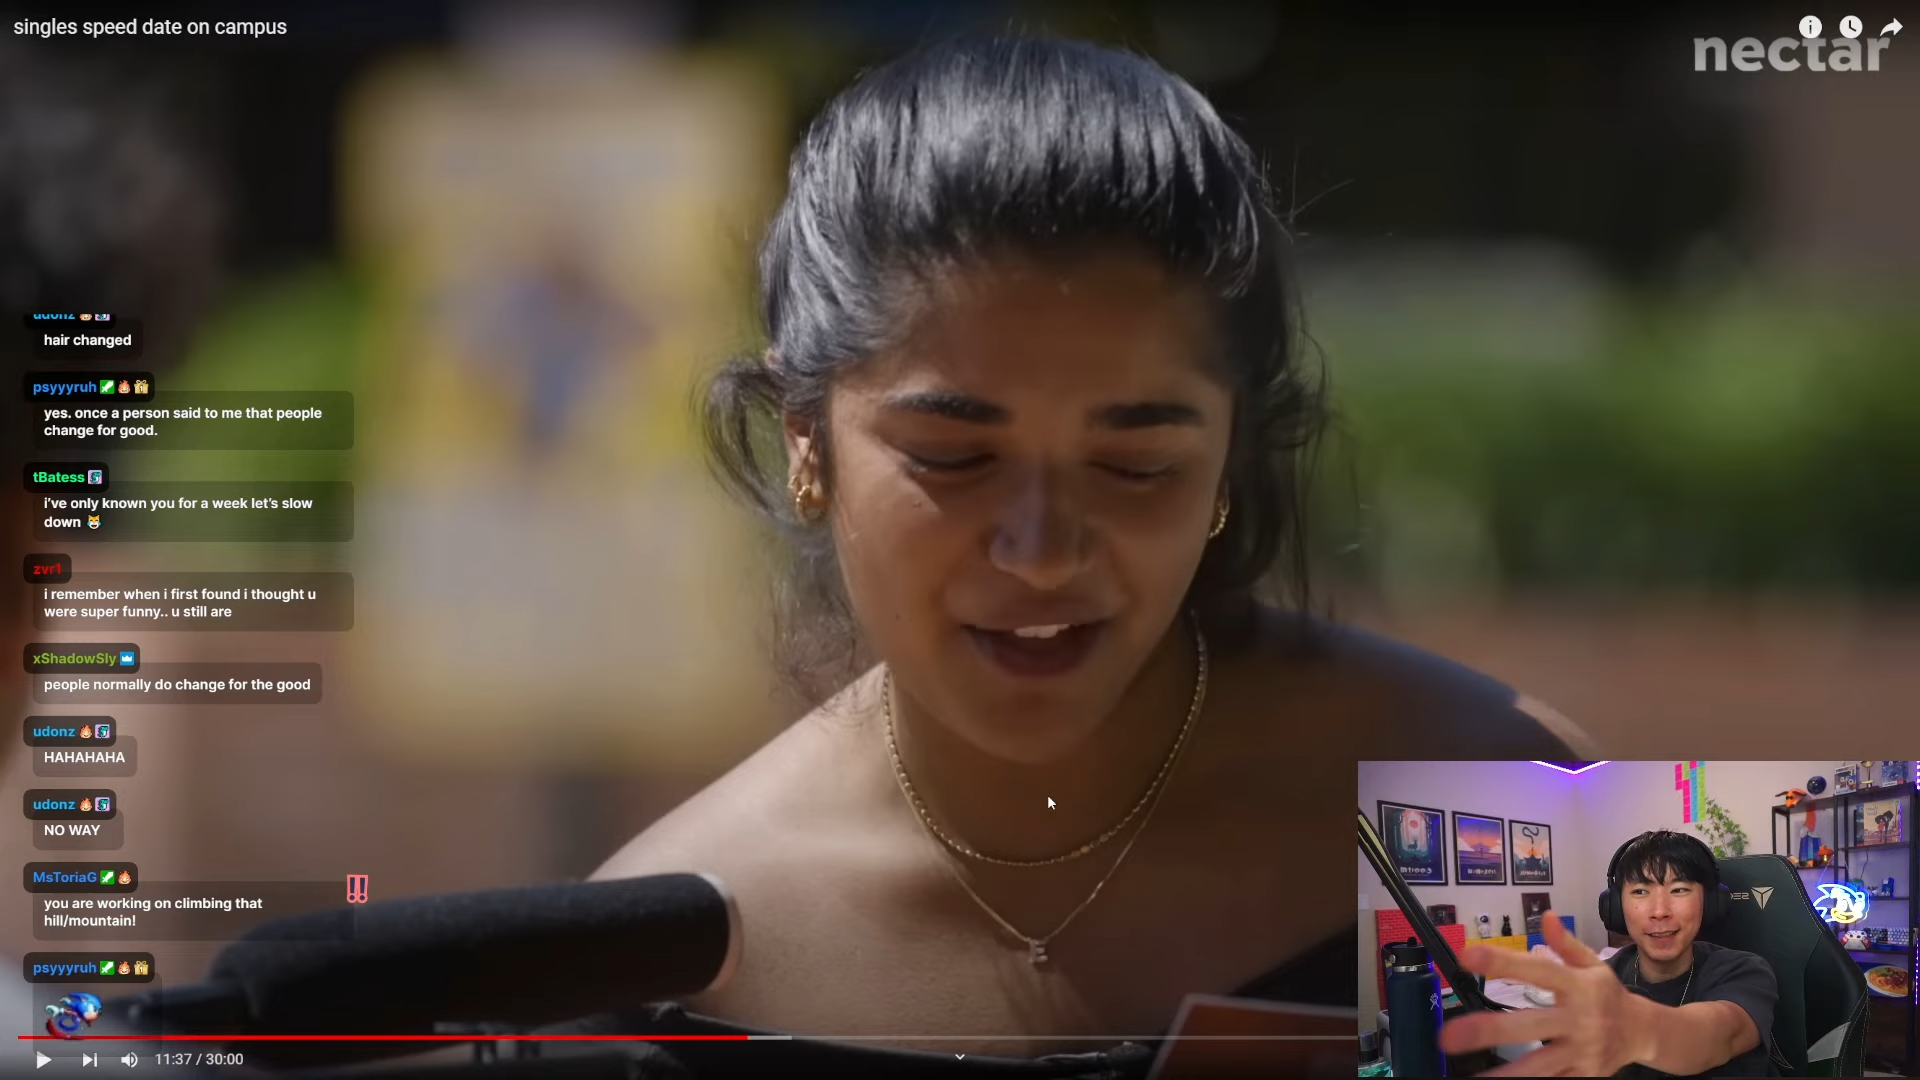 singles speed date on campus
nectar
udonz
hair changed
psyyyruh
yes. once a person said to me that people
change for good.
tBatess
i've only known you for a week let's slow
down
zvr1
i remember when i first found i thought u
were super funny.. u still are
xShadowSly
people normally do change for the good
udonz
HAHAHAHA
udonz
NO WAY
MsToriaG
you are working on climbing that
hill/mountain!
psyyyruh
11:37 / 30:00